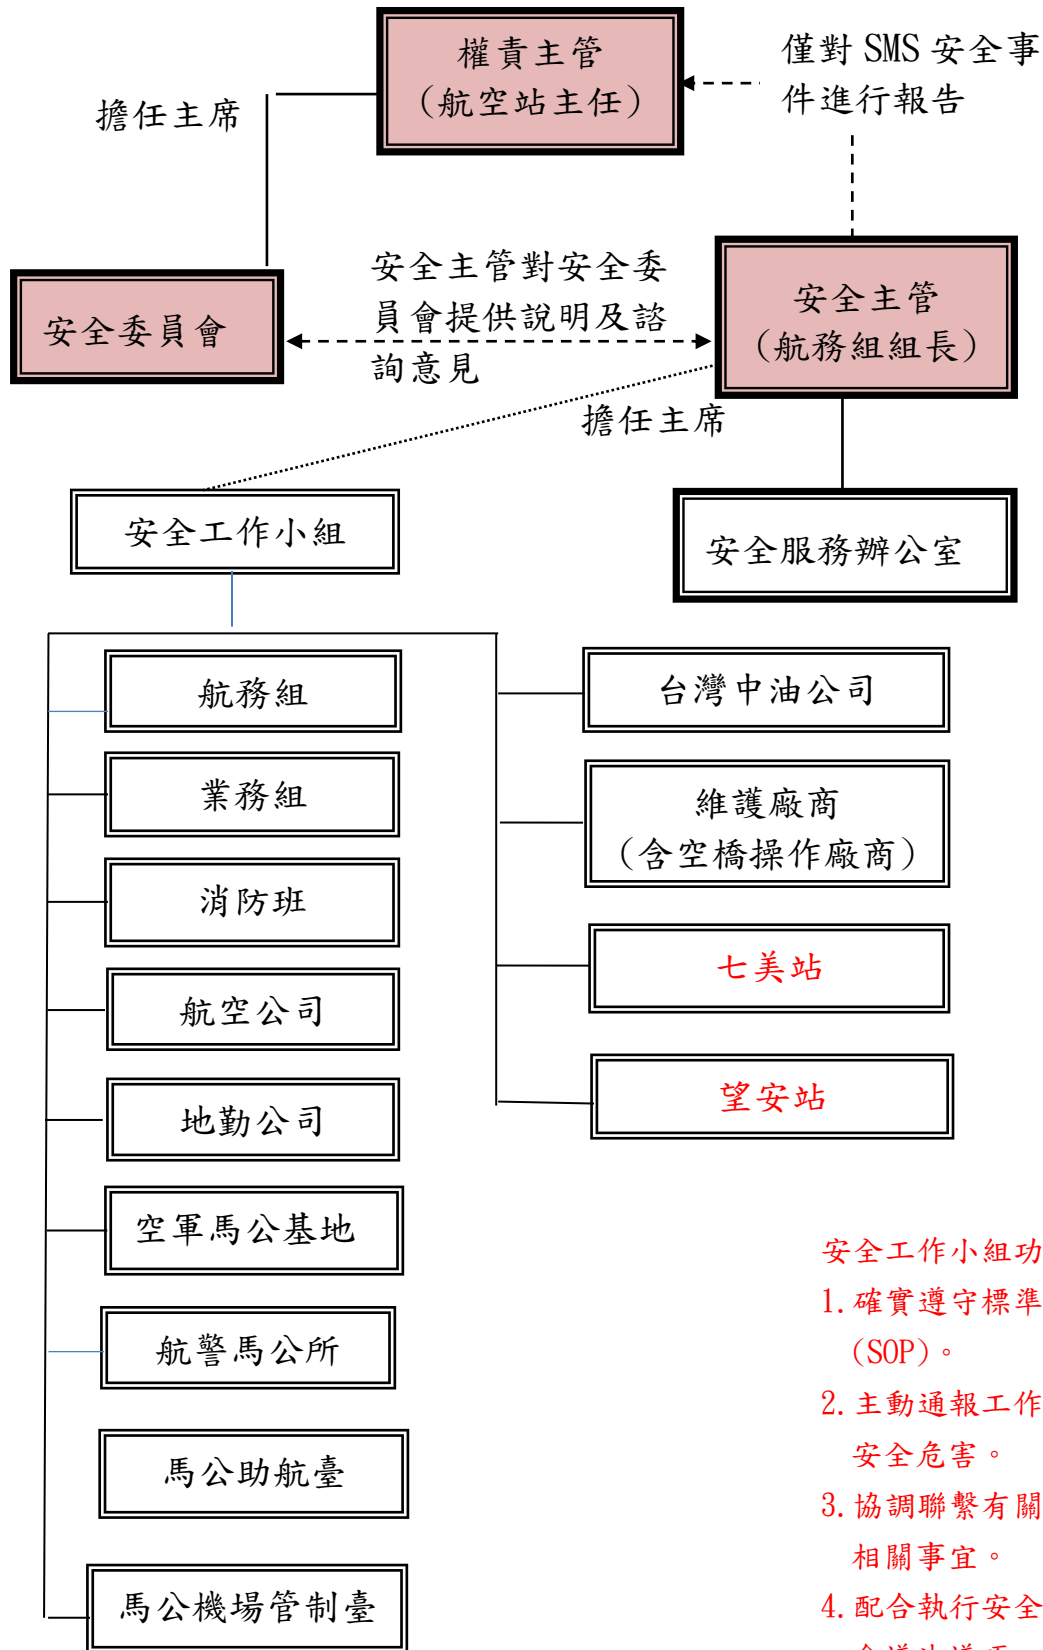 權責主管
(航空站主任)
僅對 SMS 安全事
件進行報告
擔任主席
安全委員會
安全主管對安全委
員會提供說明及諮
詢意見
安全主管
(航務組組長)
擔任主席
安全工作小組
安全服務辦公室
航務組
業務組
消防班
航空公司
地勤公司
空軍馬公基地
航警馬公所
馬公助航臺
馬公機場管制臺
台灣中油公司
維護廠商
(含空橋操作廠商)
七美站
望安站
安全工作小組功
1.確實遵守標準
(SOP)。
2.主動通報工作
安全危害。
3.協調聯繫有關
相關事宜。
4.配合執行安全